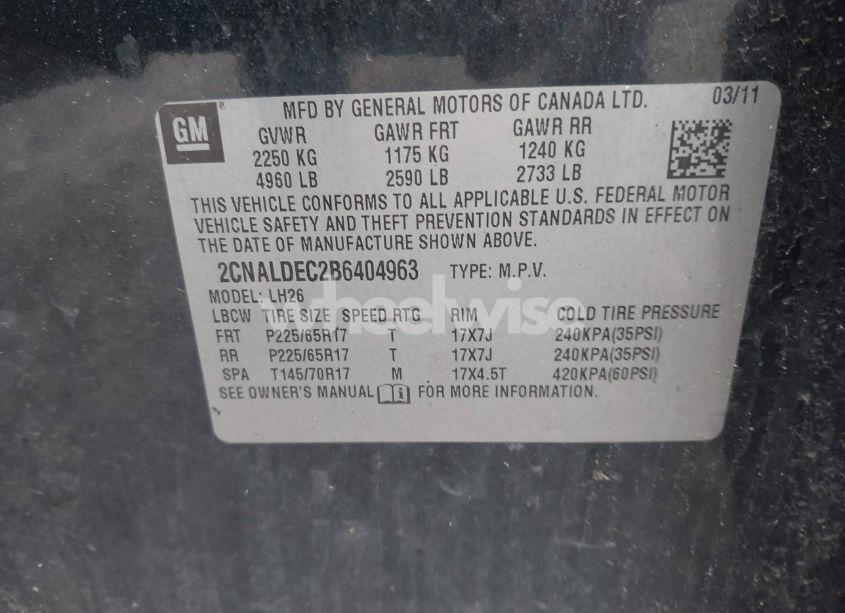 GM
MFD BY GENERAL MOTORS OF CANADA LTD. 03/11
GVWR GAWR FRT GAWR RR
2250 KG 1175 KG 1240 KG
4960 LB 2590 LB 2733 LB
THIS VEHICLE CONFORMS TO ALL APPLICABLE U.S. FEDERAL MOTOR
VEHICLE SAFETY AND THEFT PREVENTION STANDARDS IN EFFECT ON
THE DATE OF MANUFACTURE SHOWN ABOVE.
2CNALDEC2B6404963 TYPE: M.P.V.
MODEL: LH26
wheelwise
LBCW TIRE SIZE SPEED RTG RIM COLD TIRE PRESSURE
FRT P225/65R17 T 17X7J 240KPA(35PSI)
RR P225/65R17 T 17X7J 240KPA(35PSI)
SPA T145/70R17 M 17X4.5T 420KPA(60PSI)
SEE OWNER'S MANUAL FOR MORE INFORMATION.